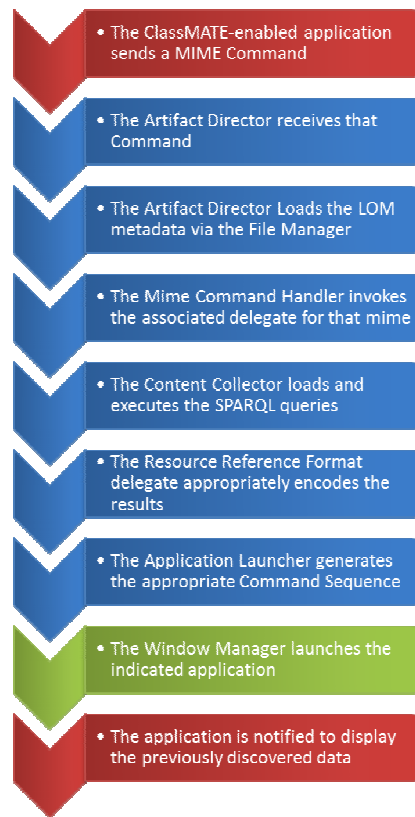 • The ClassMATE-enabled application
sends a MIME Command
• The Artifact Director receives that
Command
• The Artifact Director Loads the LOM
metadata via the File Manager
• The Mime Command Handler invokes
the associated delegate for that mime
• The Content Collector loads and
executes the SPARQL queries
• The Resource Reference Format
delegate appropriately encodes the
results
• The Application Launcher generates
the appropriate Command Sequence
• The Window Manager launches the
indicated application
• The application is notified to display
the previously discovered data